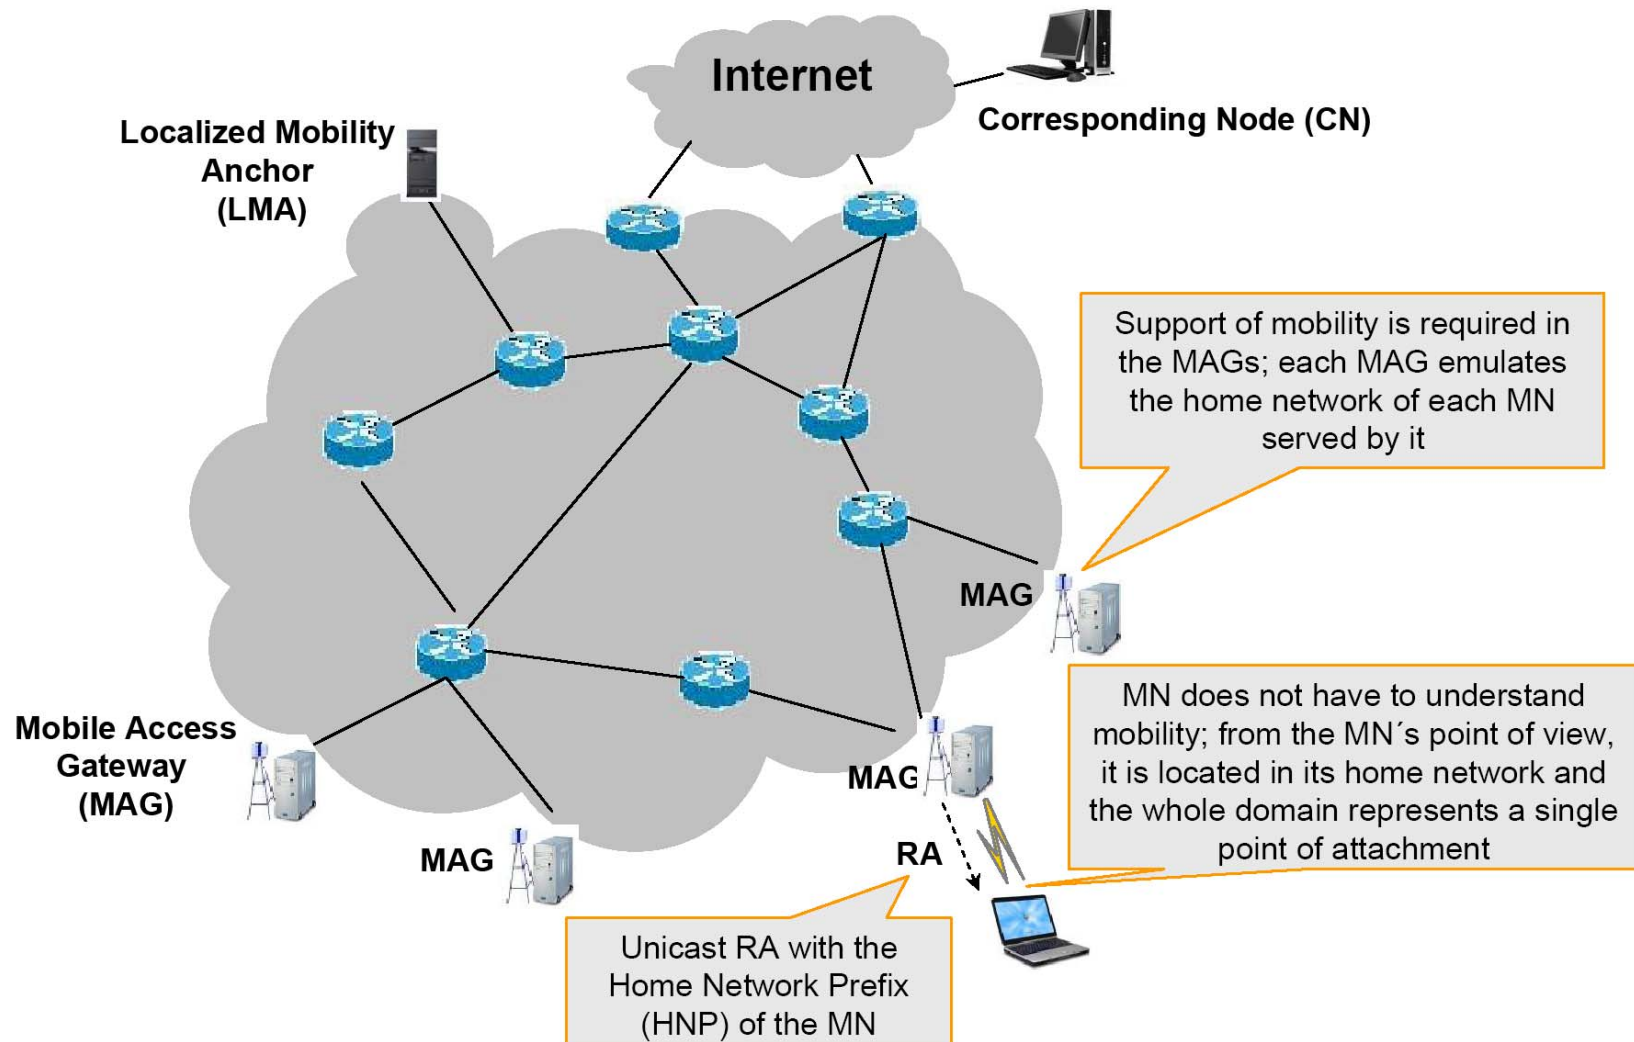 Internet
Corresponding Node (CN)
Localized Mobility
Anchor
(LMA)
Support of mobility is required in
the MAGs; each MAG emulates
the home network of each MN
served by it
MAG
MN does not have to understand
mobility; from the MN´s point of view,
it is located in its home network and
the whole domain represents a single
point of attachment
Mobile Access
Gateway
(MAG)
MAG
MAG
RA
Unicast RA with the
Home Network Prefix
(HNP) of the MN